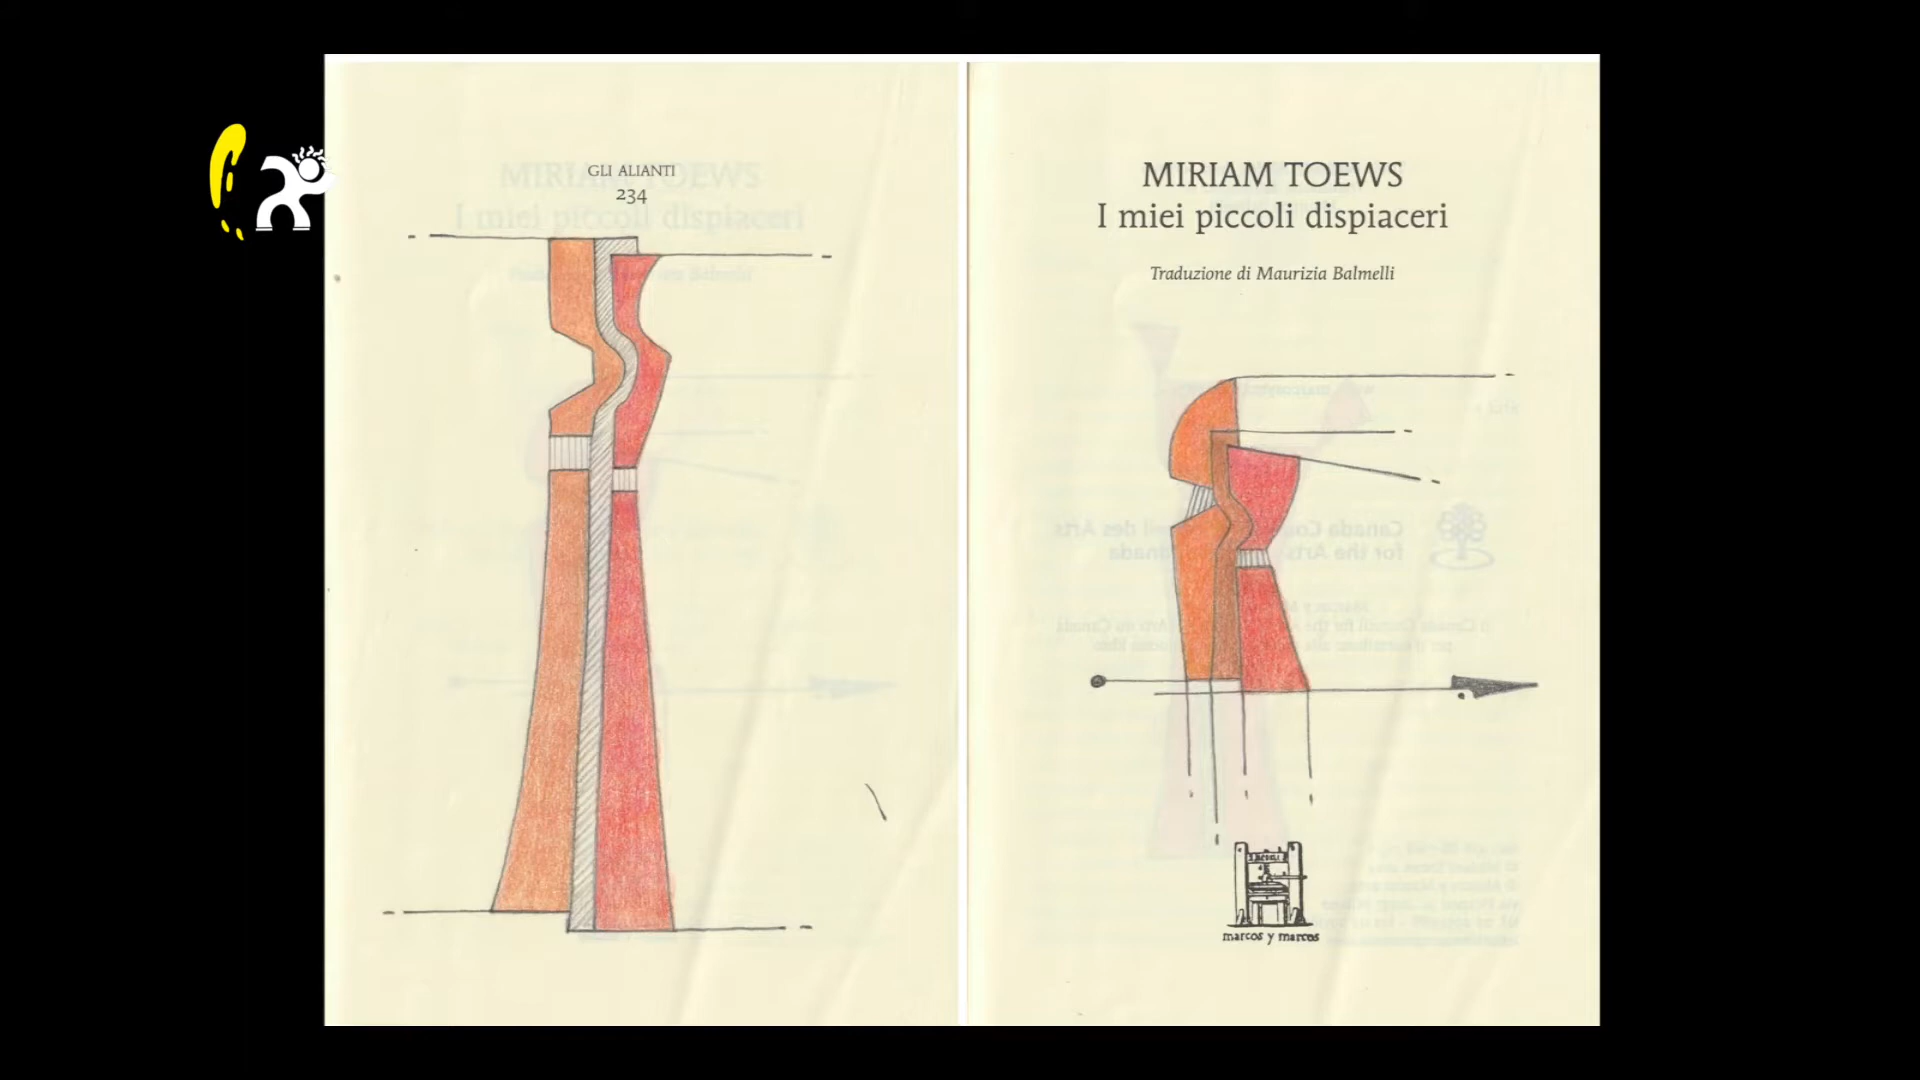 GLI ALIANTI
234
MIRIAM TOEWS
I miei piccoli dispiaceri
Traduzione di Maurizia Balmelli
marcos y marcos